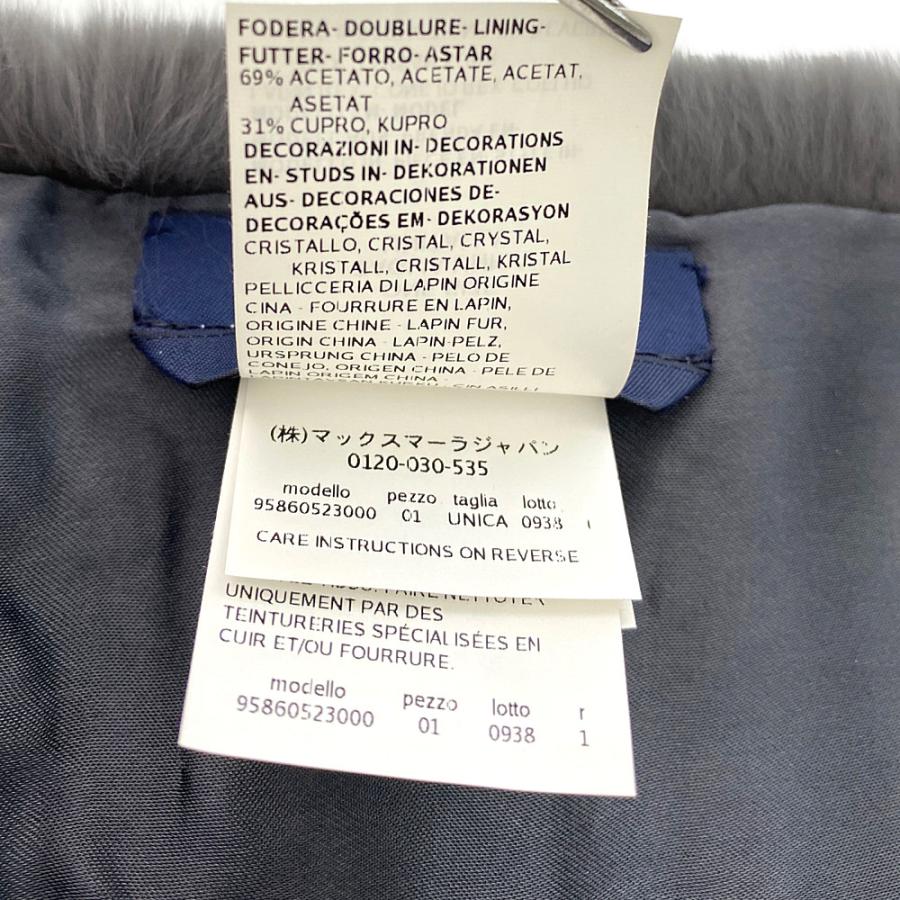 FODERA- DOUBLURE- LINING-
FUTTER- FORRO- ASTAR
69% ACETATO, ACETATE, ACETAT,
ASETAT
31% CUPRO, KUPRO
DECORAZIONI IN- DECORATIONS
EN- STUDS IN- DEKORATIONEN
AUS- DECORACIONES DE-
DECORAÇÕES EM- DEKORASYON
CRISTALLO, CRISTAL, CRYSTAL,
KRISTALL, CRISTALL, KRISTAL
PELLICCERIA DI LAPIN ORIGINE
CINA - FOURRURE EN LAPIN,
ORIGINE CHINE - LAPIN FUR,
ORIGIN CHINA - LAPIN-PELZ,
URSPRUNG CHINA - PELO DE
CONEJO, ORIGEN CHINA - PELE DE
LAPIN ORIGEM CHINA -
(株)マックスマーラジャパン
0120-030-535
modello pezzo taglia lotto
95860523000 01 UNICA 0938
CARE INSTRUCTIONS ON REVERSE
UNIQUEMENT PAR DES
TEINTURERIES SPÉCIALISÉES EN
CUIR ET/OU FOURRURE.
modello pezzo lotto r
95860523000 01 0938 1